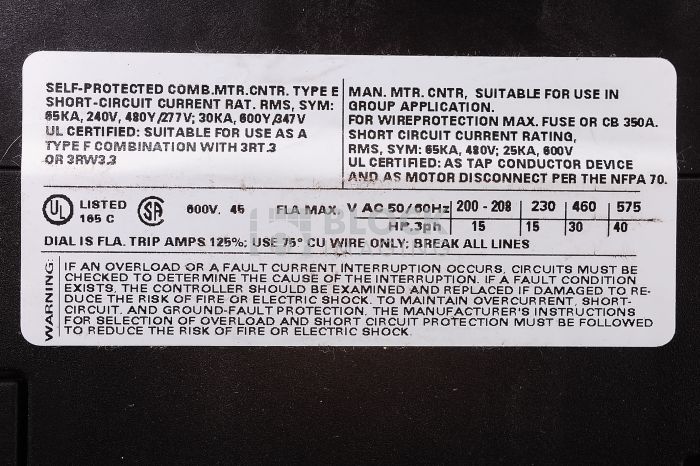 SELF-PROTECTED COMB.MTR.CNTR. TYPE E
SHORT-CIRCUIT CURRENT RAT. RMS, SYM:
65KA, 240V, 480Y/277V; 30KA, 600Y/347V
UL CERTIFIED: SUITABLE FOR USE AS A
TYPE F COMBINATION WITH 3RT.3
OR 3RW3.3
MAN. MTR. CNTR, SUITABLE FOR USE IN
GROUP APPLICATION.
FOR WIREPROTECTION MAX. FUSE OR CB 350A.
SHORT CIRCUIT CURRENT RATING,
RMS, SYM: 65KA, 480V; 25KA, 600V
UL CERTIFIED: AS TAP CONDUCTOR DEVICE
AND AS MOTOR DISCONNECT PER THE NFPA 70.
UL LISTED 165 C SA 600V. 45 FLA MAX. V AC 50/60Hz 200 - 208 230 460 575
HP,3ph 15 15 30 40
DIAL IS FLA. TRIP AMPS 125%; USE 75° CU WIRE ONLY; BREAK ALL LINES
WARNING:
IF AN OVERLOAD OR A FAULT CURRENT INTERRUPTION OCCURS, CIRCUITS MUST BE
CHECKED TO DETERMINE THE CAUSE OF THE INTERRUPTION. IF A FAULT CONDITION
EXISTS, THE CONTROLLER SHOULD BE EXAMINED AND REPLACED IF DAMAGED TO RE-
DUCE THE RISK OF FIRE OR ELECTRIC SHOCK. TO MAINTAIN OVERCURRENT, SHORT-
CIRCUIT, AND GROUND-FAULT PROTECTION, THE MANUFACTURER'S INSTRUCTIONS
FOR SELECTION OF OVERLOAD AND SHORT CIRCUIT PROTECTION MUST BE FOLLOWED
TO REDUCE THE RISK OF FIRE OR ELECTRIC SHOCK.